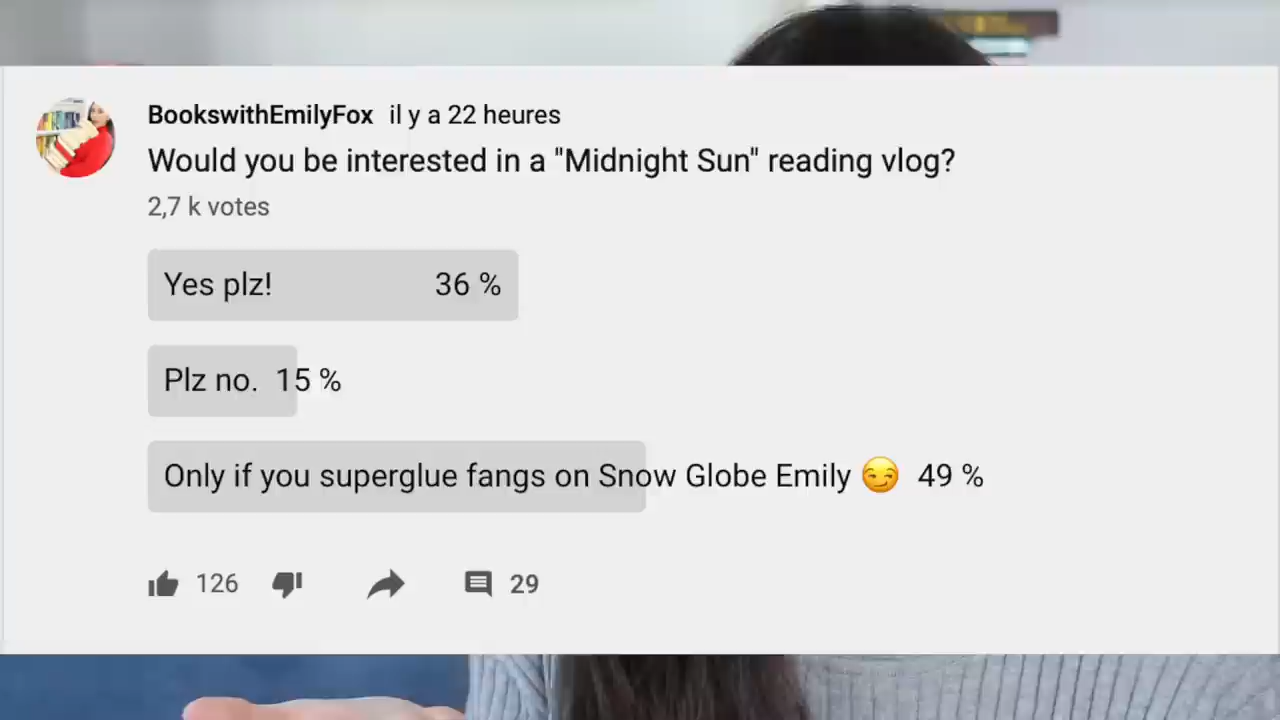 BookswithEmilyFox il y a 22 heures
Would you be interested in a "Midnight Sun" reading vlog?
2,7 k votes
Yes plz! 36 %
Plz no. 15 %
Only if you superglue fangs on Snow Globe Emily 😏 49 %
126 29